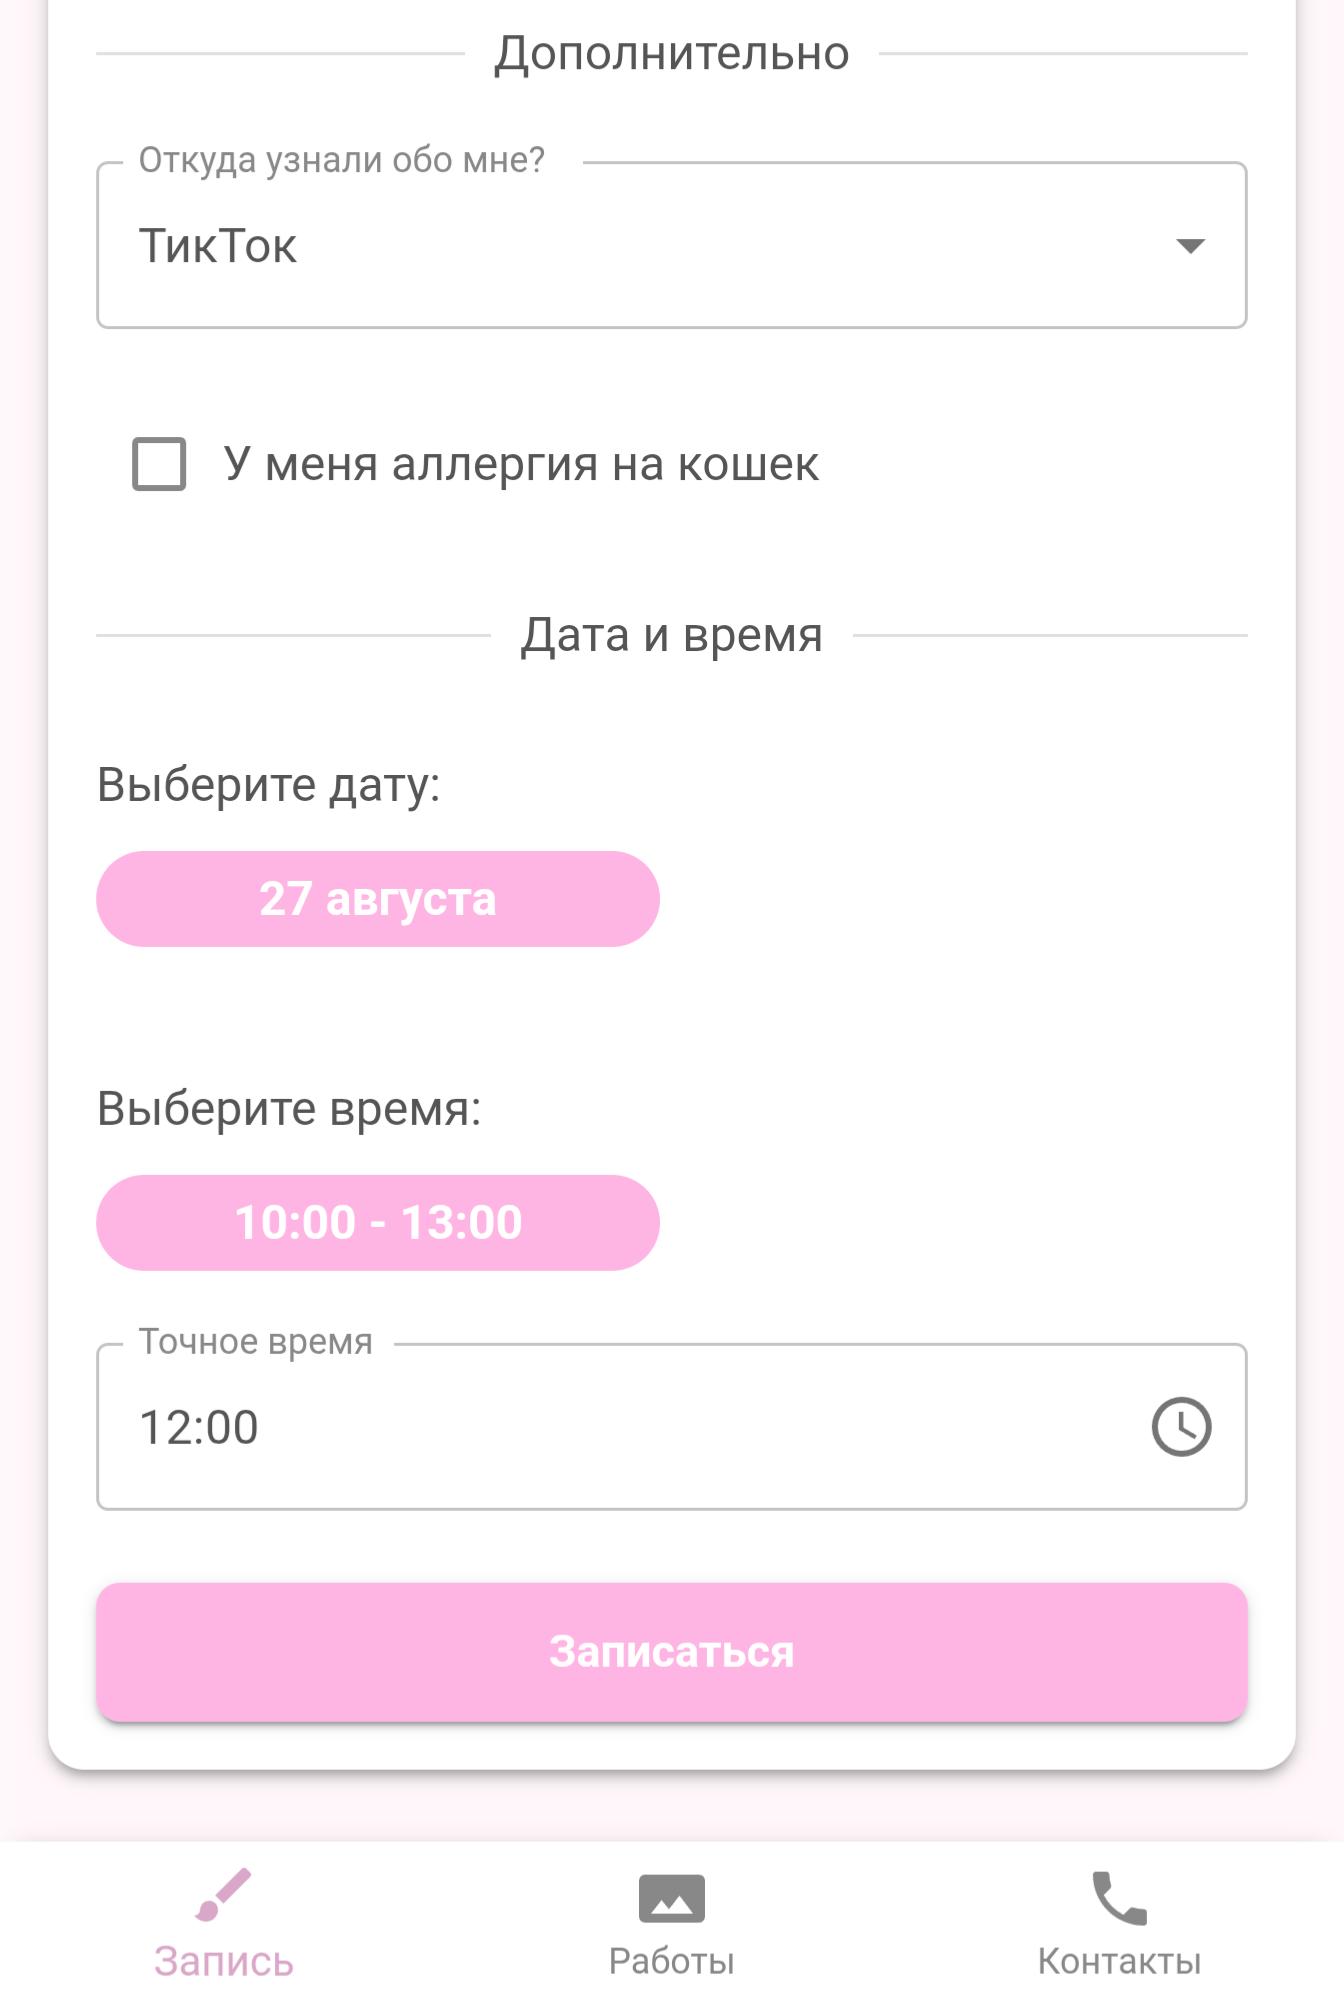 Дополнительно
Откуда узнали обо мне?
ТикТок
У меня аллергия на кошек
Дата и время
Выберите дату:
27 августа
Выберите время:
10:00 - 13:00
Точное время
12:00
Записаться
Запись
Работы
Контакты